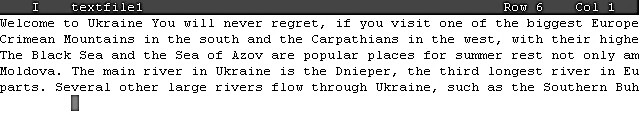 I textfile1 Row 6 Col 1
Welcome to Ukraine You will never regret, if you visit one of the biggest Europe
Crimean Mountains in the south and the Carpathians in the west, with their highe
The Black Sea and the Sea of Azov are popular places for summer rest not only am
Moldova. The main river in Ukraine is the Dnieper, the third longest river in Eu
parts. Several other large rivers flow through Ukraine, such as the Southern Buh